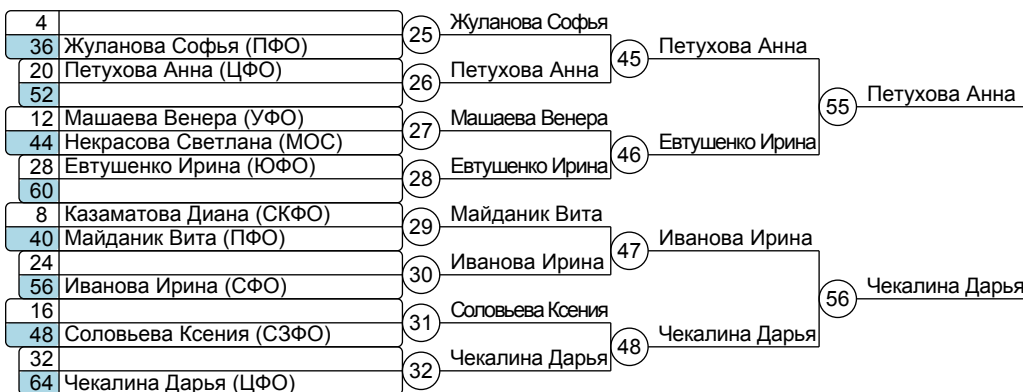 4
36 Жуланова Софья (ПФО)
20 Петухова Анна (ЦФО)
52
12 Машаева Венера (УФО)
44 Некрасова Светлана (МОС)
28 Евтушенко Ирина (ЮФО)
60
8 Казаматова Диана (СКФО)
40 Майданик Вита (ПФО)
24
56 Иванова Ирина (СФО)
16
48 Соловьева Ксения (СЗФО)
32
64 Чекалина Дарья (ЦФО)
25 Жуланова Софья
26 Петухова Анна
27 Машаева Венера
28 Евтушенко Ирина
29 Майданик Вита
30 Иванова Ирина
31 Соловьева Ксения
32 Чекалина Дарья
45 Петухова Анна
46 Евтушенко Ирина
47 Иванова Ирина
48 Чекалина Дарья
55 Петухова Анна
56 Чекалина Дарья